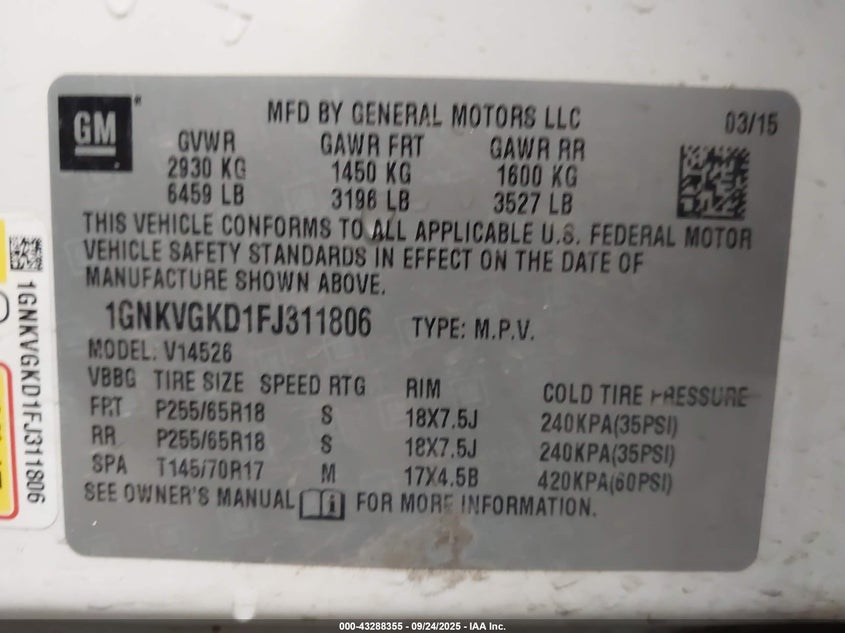 GM
MFD BY GENERAL MOTORS LLC
03/15
GVWR GAWR FRT GAWR RR
2930 KG 1450 KG 1600 KG
6459 LB 3196 LB 3527 LB
THIS VEHICLE CONFORMS TO ALL APPLICABLE U.S. FEDERAL MOTOR
VEHICLE SAFETY STANDARDS IN EFFECT ON THE DATE OF
MANUFACTURE SHOWN ABOVE.
1GNKVGKD1FJ311806 TYPE: M.P.V.
MODEL: V14526
VBBG TIRE SIZE SPEED RTG RIM COLD TIRE PRESSURE
FRT P255/65R18 S 18X7.5J 240KPA(35PSI)
RR P255/65R18 S 18X7.5J 240KPA(35PSI)
SPA T145/70R17 M 17X4.5B 420KPA(60PSI)
SEE OWNER'S MANUAL FOR MORE INFORMATION.
1GNKVGKD1FJ311806
000-43288355 - 09/24/2025 - IAA Inc.